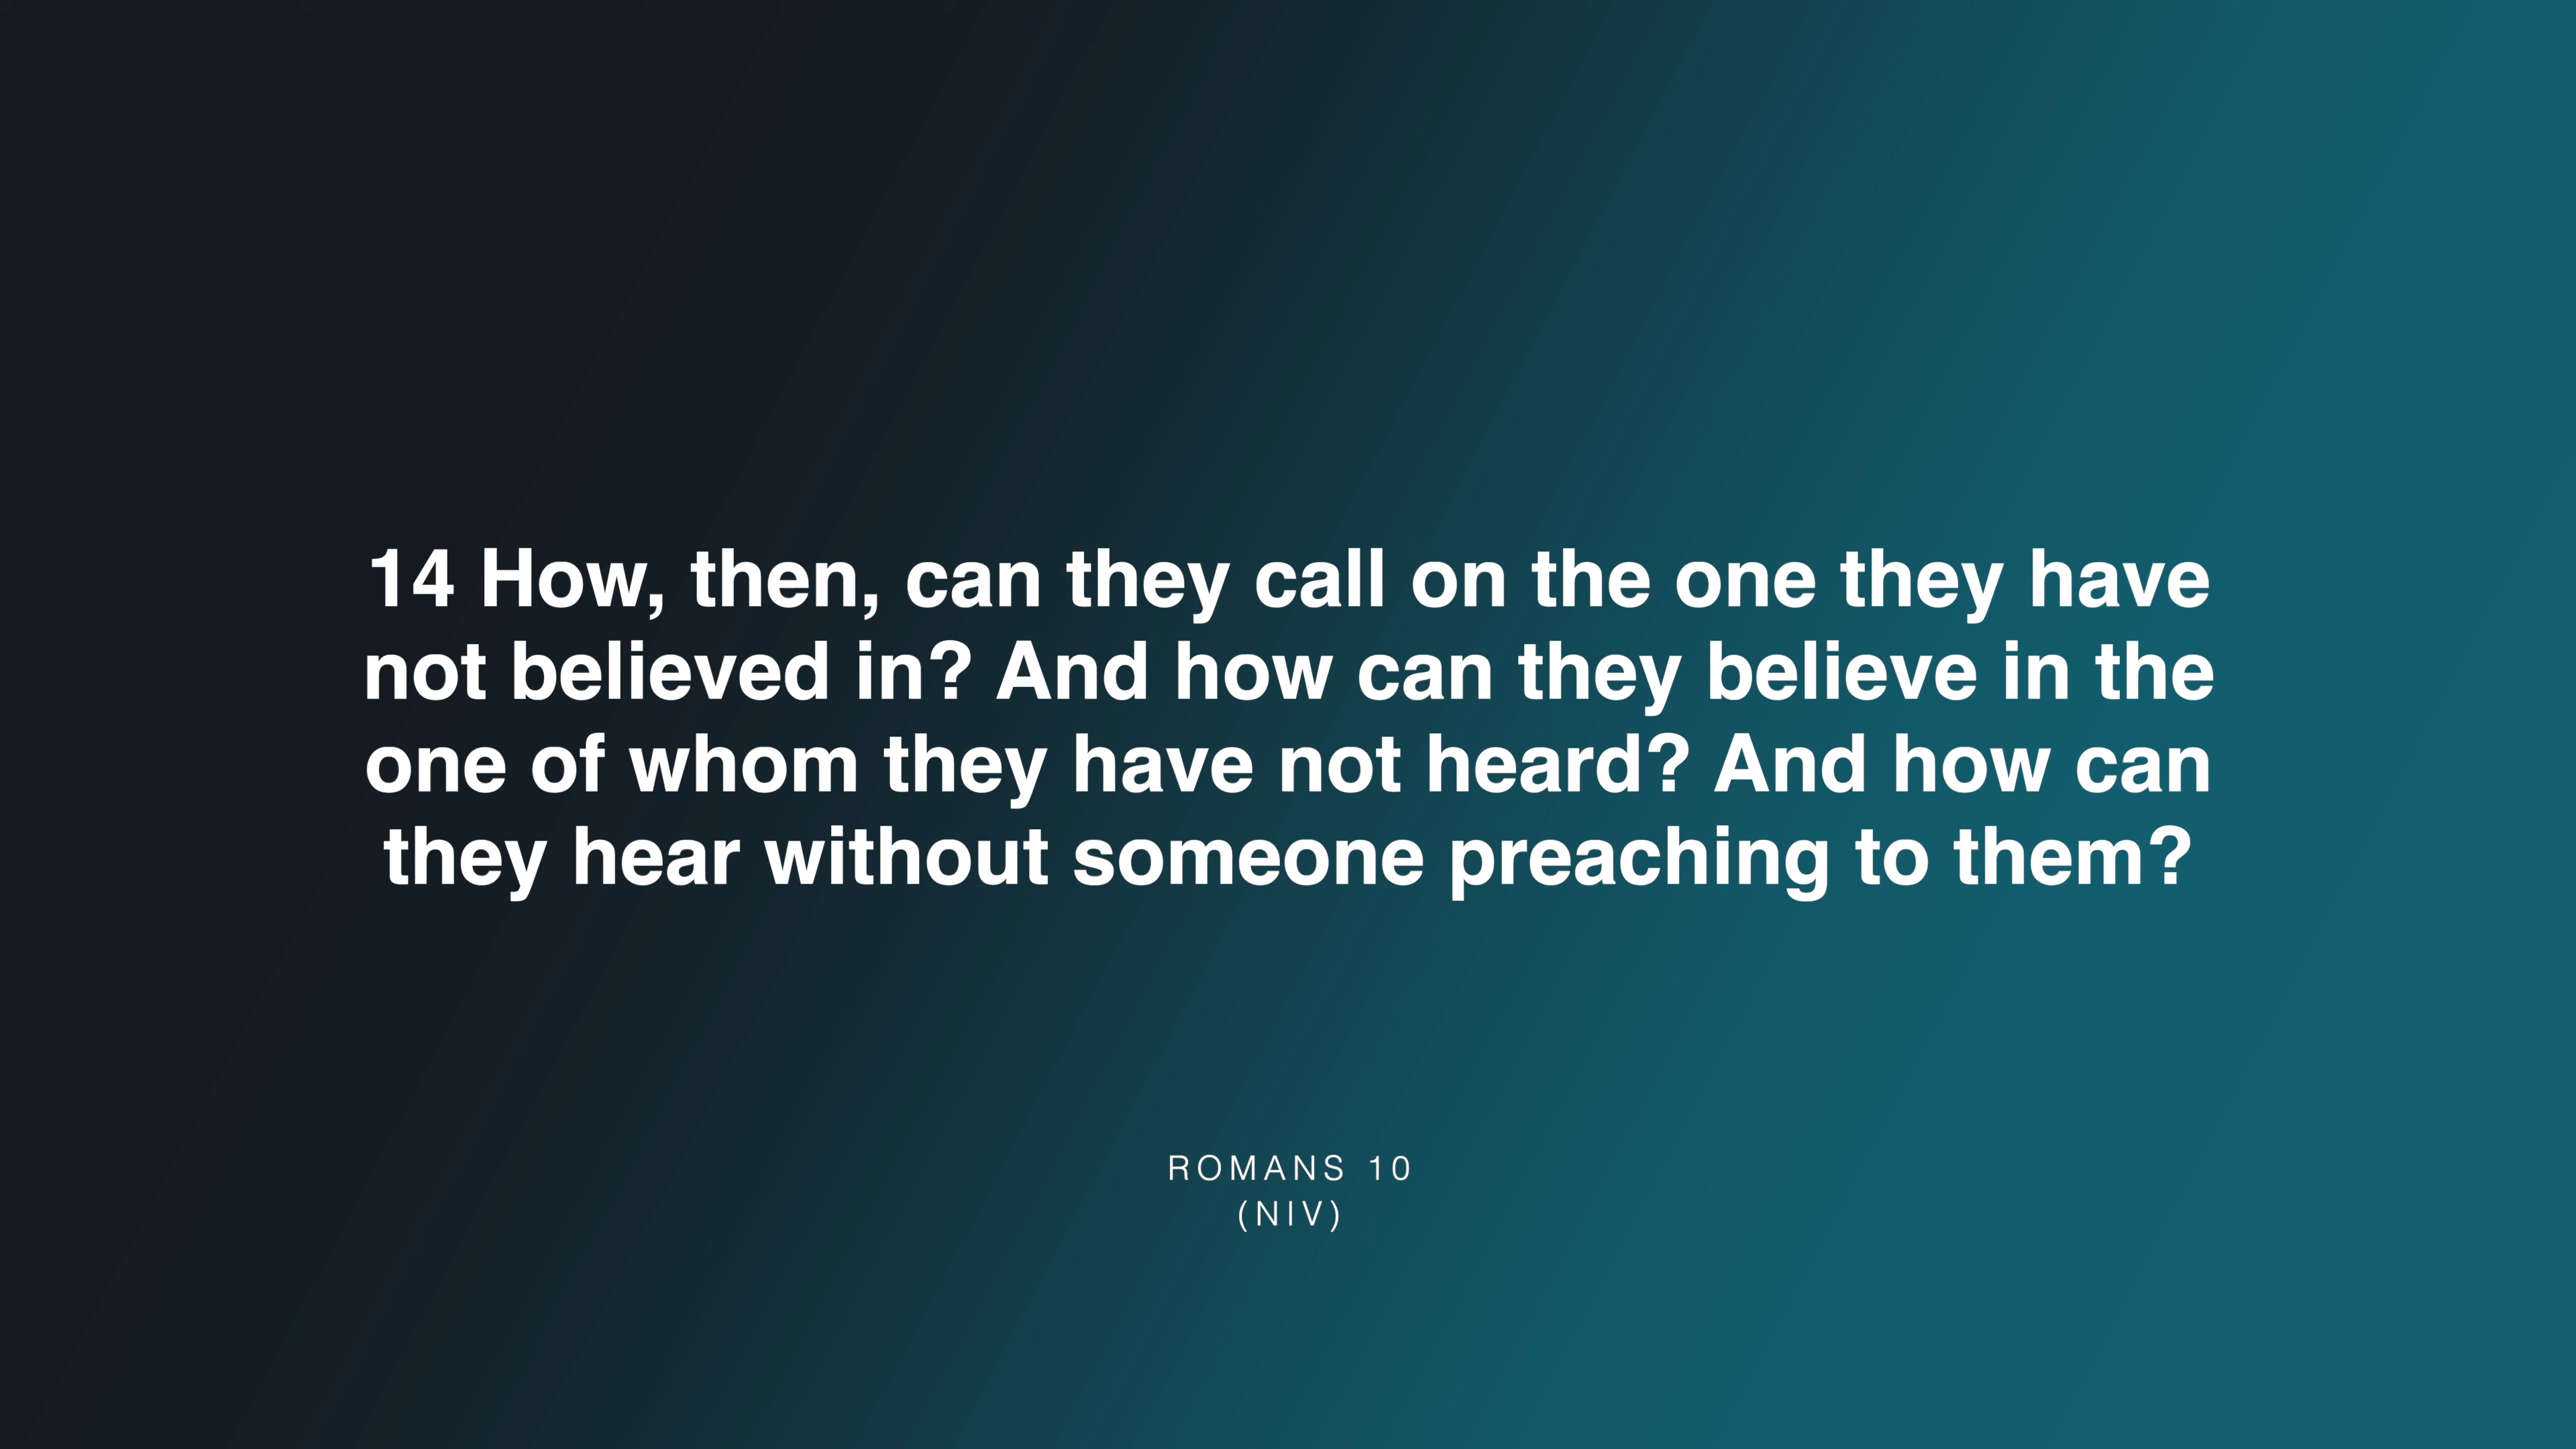 14 How, then, can they call on the one they have
not believed in? And how can they believe in the
one of whom they have not heard? And how can
they hear without someone preaching to them?
ROMANS 10
(NIV)